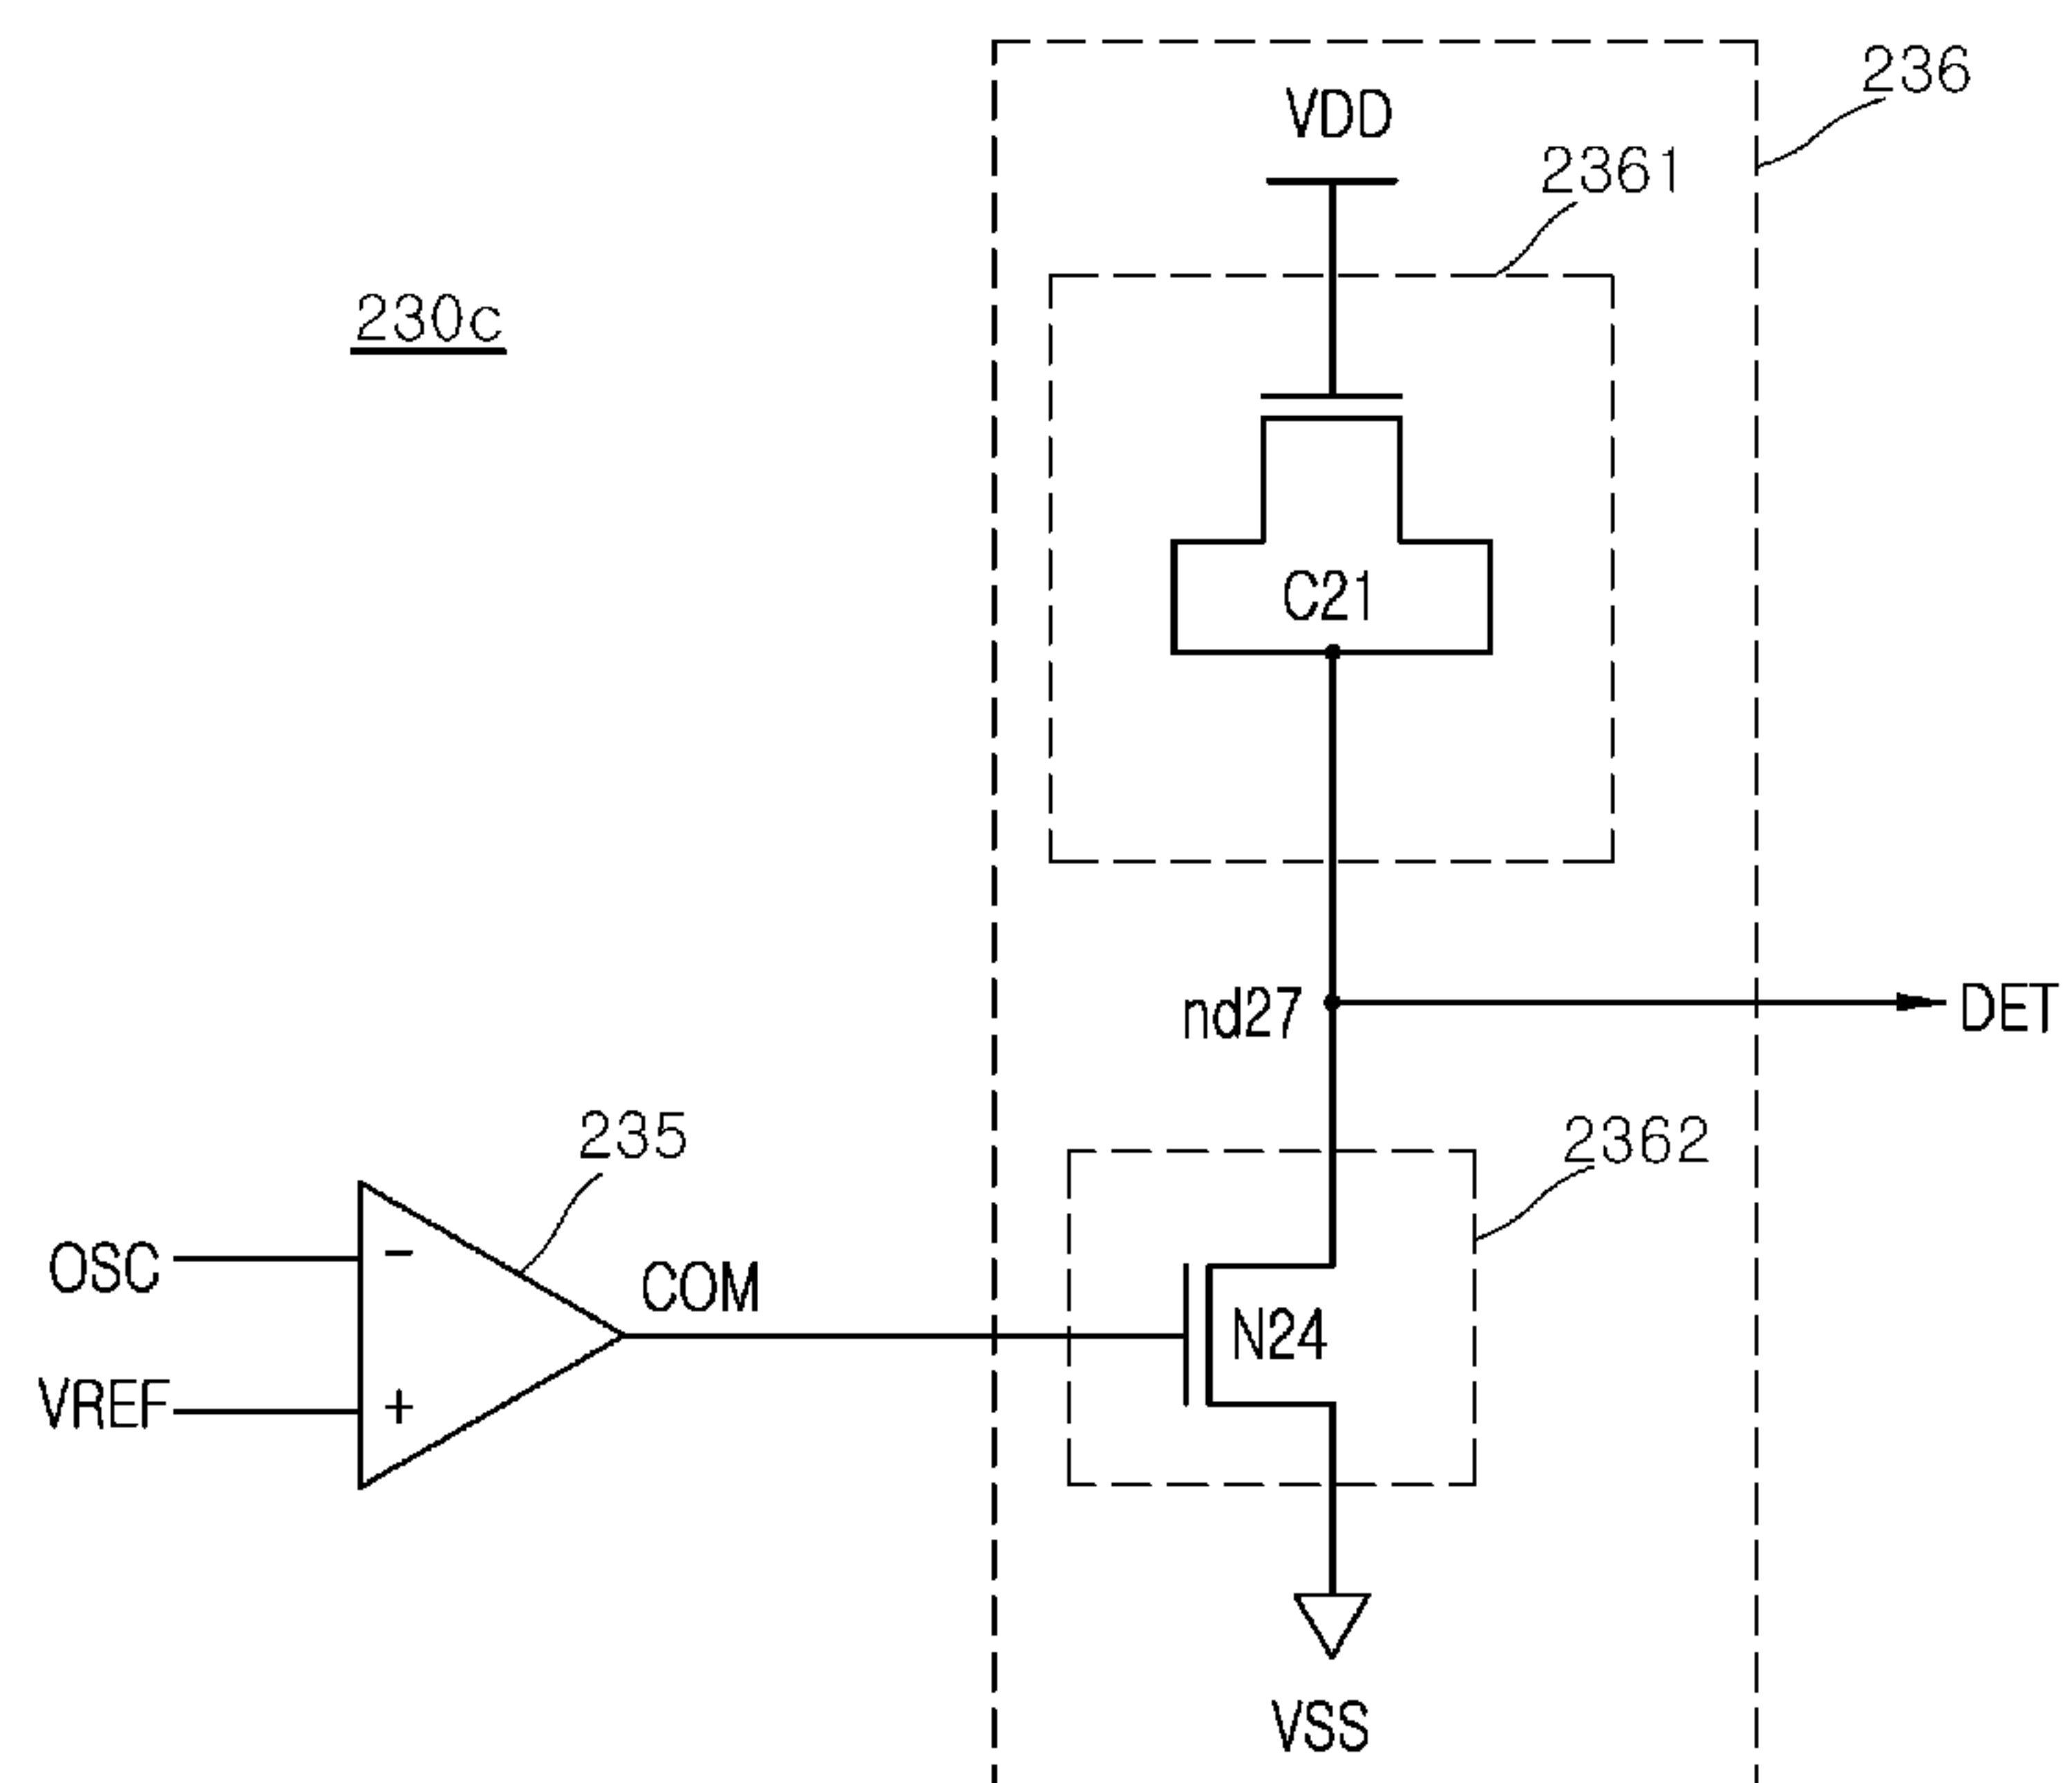 236
VDD
2361
230c
C21
nd27
DET
235
2362
OSC
-
COM
N24
VREF
+
VSS